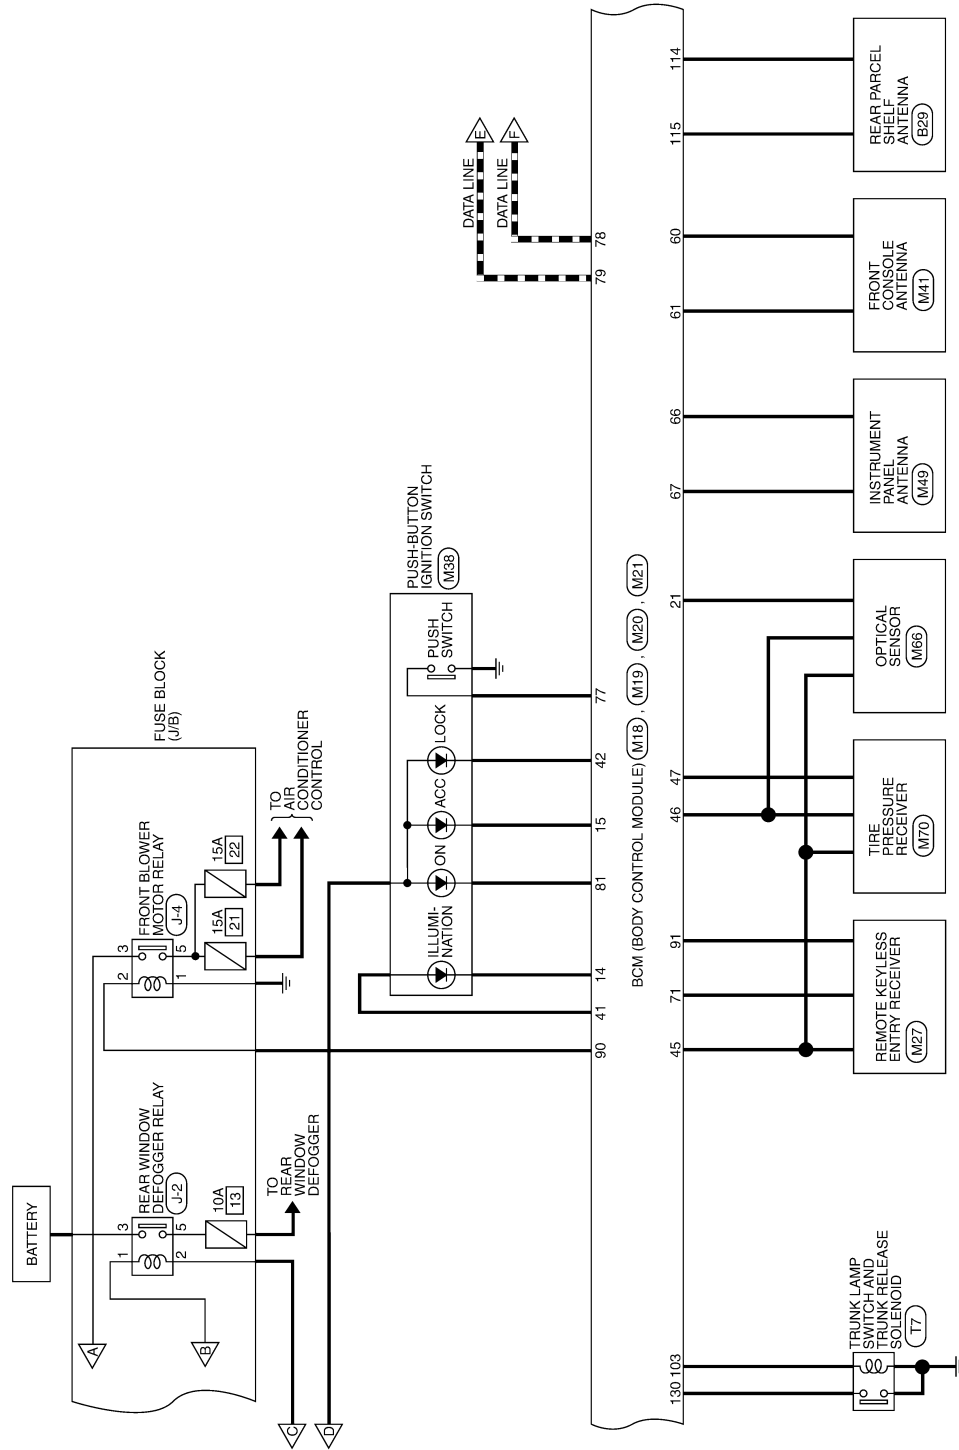 BATTERY
REAR WINDOW
DEFOGGER RELAY
J-2
1
3
2
5
10A
13
TO
REAR
WINDOW
DEFOGGER
A
B
C
D
FRONT BLOWER
MOTOR RELAY
J-4
2
3
1
5
15A
21
15A
22
TO
AIR
CONDITIONER
CONTROL
FUSE BLOCK
(J/B)
PUSH-BUTTON
IGNITION SWITCH
M38
ILLUMI-
NATION
ON
ACC
LOCK
PUSH
SWITCH
DATA LINE
E
DATA LINE
F
90
41
14
81
15
42
77
79
78
BCM (BODY CONTROL MODULE) M18 , M19 , M20 , M21
130
103
45
71
91
46
47
21
67
66
61
60
115
114
TRUNK LAMP
SWITCH AND
TRUNK RELEASE
SOLENOID
T7
REMOTE KEYLESS
ENTRY RECEIVER
M27
TIRE
PRESSURE
RECEIVER
M70
OPTICAL
SENSOR
M66
INSTRUMENT
PANEL
ANTENNA
M49
FRONT
CONSOLE
ANTENNA
M41
REAR PARCEL
SHELF
ANTENNA
B29